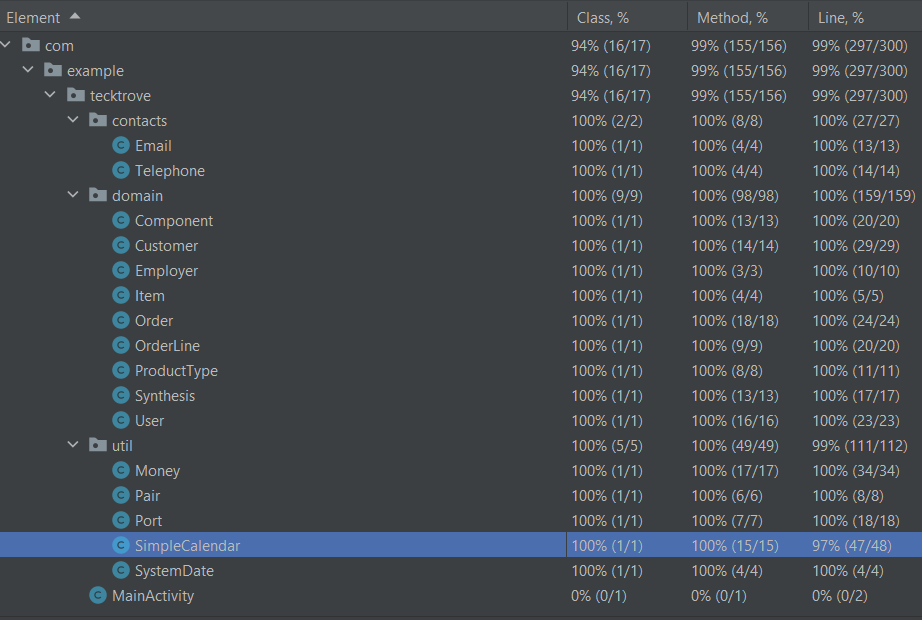 Element Class, % Method, % Line, %
com 94% (16/17) 99% (155/156) 99% (297/300)
example 94% (16/17) 99% (155/156) 99% (297/300)
tecktrove 94% (16/17) 99% (155/156) 99% (297/300)
contacts 100% (2/2) 100% (8/8) 100% (27/27)
C Email 100% (1/1) 100% (4/4) 100% (13/13)
C Telephone 100% (1/1) 100% (4/4) 100% (14/14)
domain 100% (9/9) 100% (98/98) 100% (159/159)
C Component 100% (1/1) 100% (13/13) 100% (20/20)
C Customer 100% (1/1) 100% (14/14) 100% (29/29)
C Employer 100% (1/1) 100% (3/3) 100% (10/10)
C Item 100% (1/1) 100% (4/4) 100% (5/5)
C Order 100% (1/1) 100% (18/18) 100% (24/24)
C OrderLine 100% (1/1) 100% (9/9) 100% (20/20)
C ProductType 100% (1/1) 100% (8/8) 100% (11/11)
C Synthesis 100% (1/1) 100% (13/13) 100% (17/17)
C User 100% (1/1) 100% (16/16) 100% (23/23)
util 100% (5/5) 100% (49/49) 99% (111/112)
C Money 100% (1/1) 100% (17/17) 100% (34/34)
C Pair 100% (1/1) 100% (6/6) 100% (8/8)
C Port 100% (1/1) 100% (7/7) 100% (18/18)
C SimpleCalendar 100% (1/1) 100% (15/15) 97% (47/48)
C SystemDate 100% (1/1) 100% (4/4) 100% (4/4)
C MainActivity 0% (0/1) 0% (0/1) 0% (0/2)